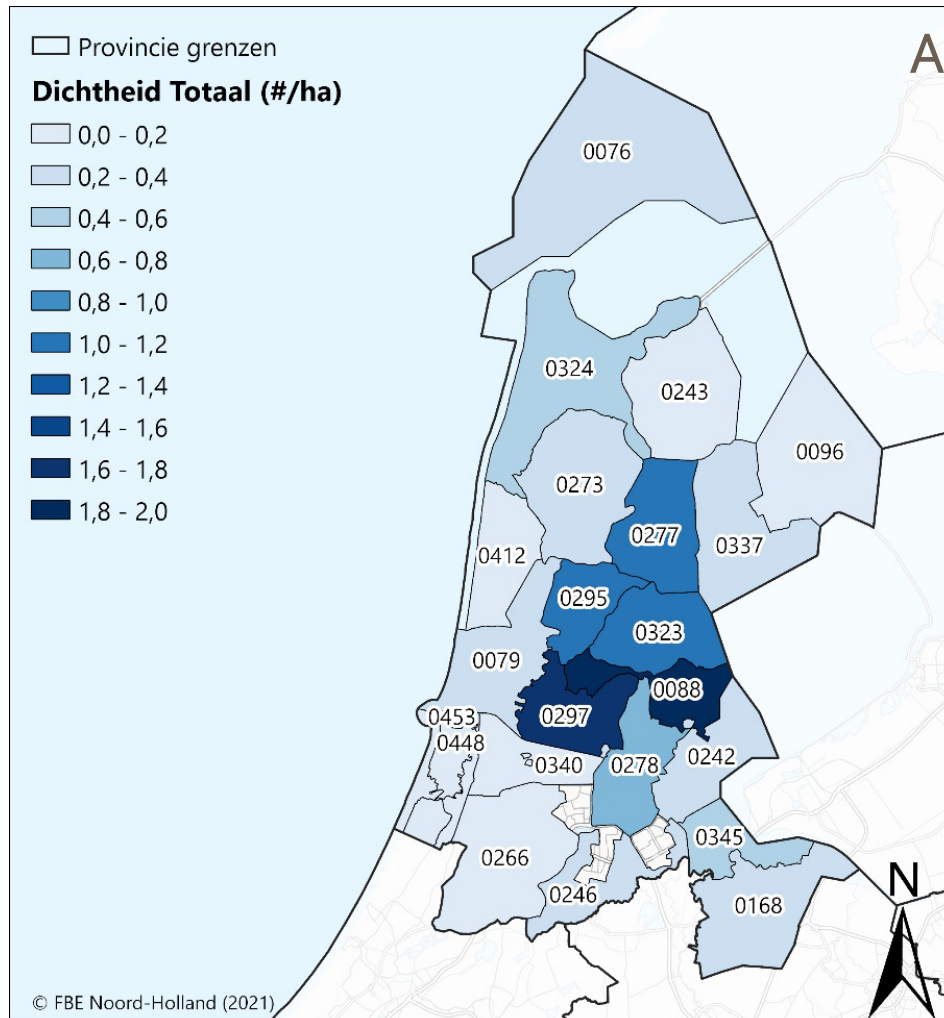 Provincie grenzen
A
Dichtheid Totaal (#/ha)
0,0 - 0,2
0,2 - 0,4
0,4 - 0,6
0,6 - 0,8
0,8 - 1,0
1,0 - 1,2
1,2 - 1,4
1,4 - 1,6
1,6 - 1,8
1,8 - 2,0
0076
0324
0243
0096
0273
0277
0337
0412
0295
0323
0079
0088
0297
0453
0448
0340
0278
0242
0345
0266
0246
0168
N
© FBE Noord-Holland (2021)